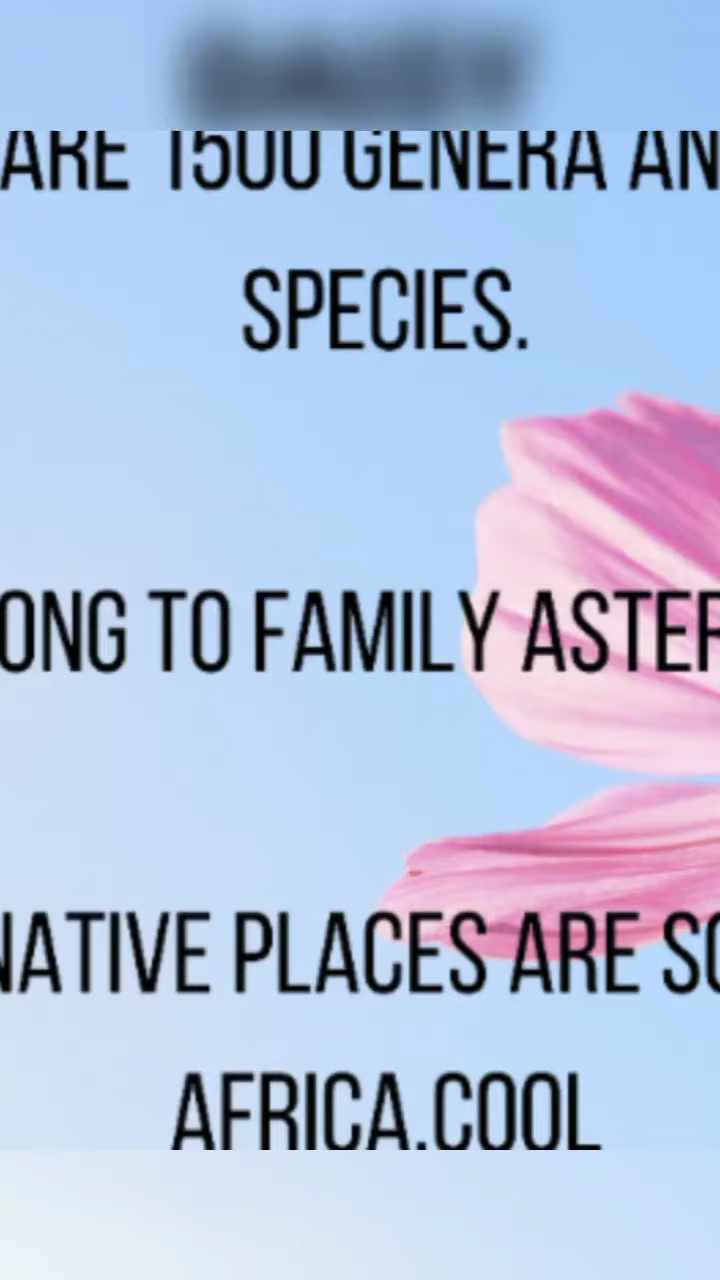 ARE 1500 GENERA AN
SPECIES.
ONG TO FAMILY ASTER
NATIVE PLACES ARE SO
AFRICA.COOL